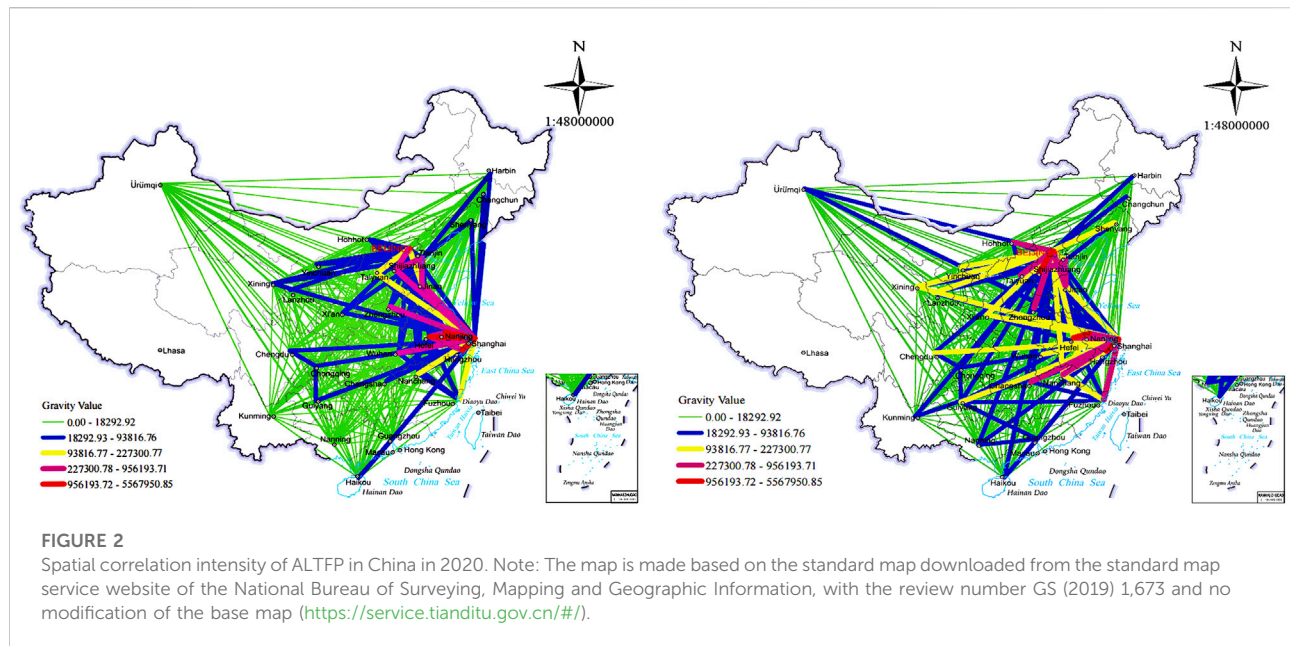 N
1:48000000
Harbin
Ürümqi
Changchun
Shenyang
Hohhot
Tianjin
Shijiazhuang
Yinchuan
Taiyuan
Jinan
Xining
Lanzhou
Xi'an
Zhengzhou
Nanjing
Shanghai
Hefei
Wuhan
Hangzhou
Chengdu
Lhasa
Chongqing
Nanchang
Changsha
East China Sea
Guiyang
Fuzhou
Diaoyu Dao
Chiwei Yu
Taibei
Kunming
Taiwan Dao
Nanning
Guangzhou
Macau
Hong Kong
Dongsha Qundao
South China Sea
Haikou
Hainan Dao
Gravity Value
0.00 - 18292.92
18292.93 - 93816.76
93816.77 - 227300.77
227300.78 - 956193.71
956193.72 - 5567950.85
N
1:48000000
Harbin
Ürümqi
Changchun
Shenyang
Hohhot
Tianjin
Shijiazhuang
Yinchuan
Taiyuan
Jinan
Xining
Lanzhou
Zhengzhou
Shanghai
Hefei
Hangzhou
Chengdu
Lhasa
East China Sea
Guiyang
Fuzhou
Diaoyu Dao
Chiwei Yu
Taibei
Kunming
Taiwan Dao
Guangzhou
Macau
Hong Kong
Dongsha Qundao
South China Sea
Haikou
Hainan Dao
Gravity Value
0.00 - 18292.92
18292.93 - 93816.76
93816.77 - 227300.77
227300.78 - 956193.71
956193.72 - 5567950.85
FIGURE 2
Spatial correlation intensity of ALTFP in China in 2020. Note: The map is made based on the standard map downloaded from the standard map
service website of the National Bureau of Surveying, Mapping and Geographic Information, with the review number GS (2019) 1,673 and no
modification of the base map (https://service.tianditu.gov.cn/#/).